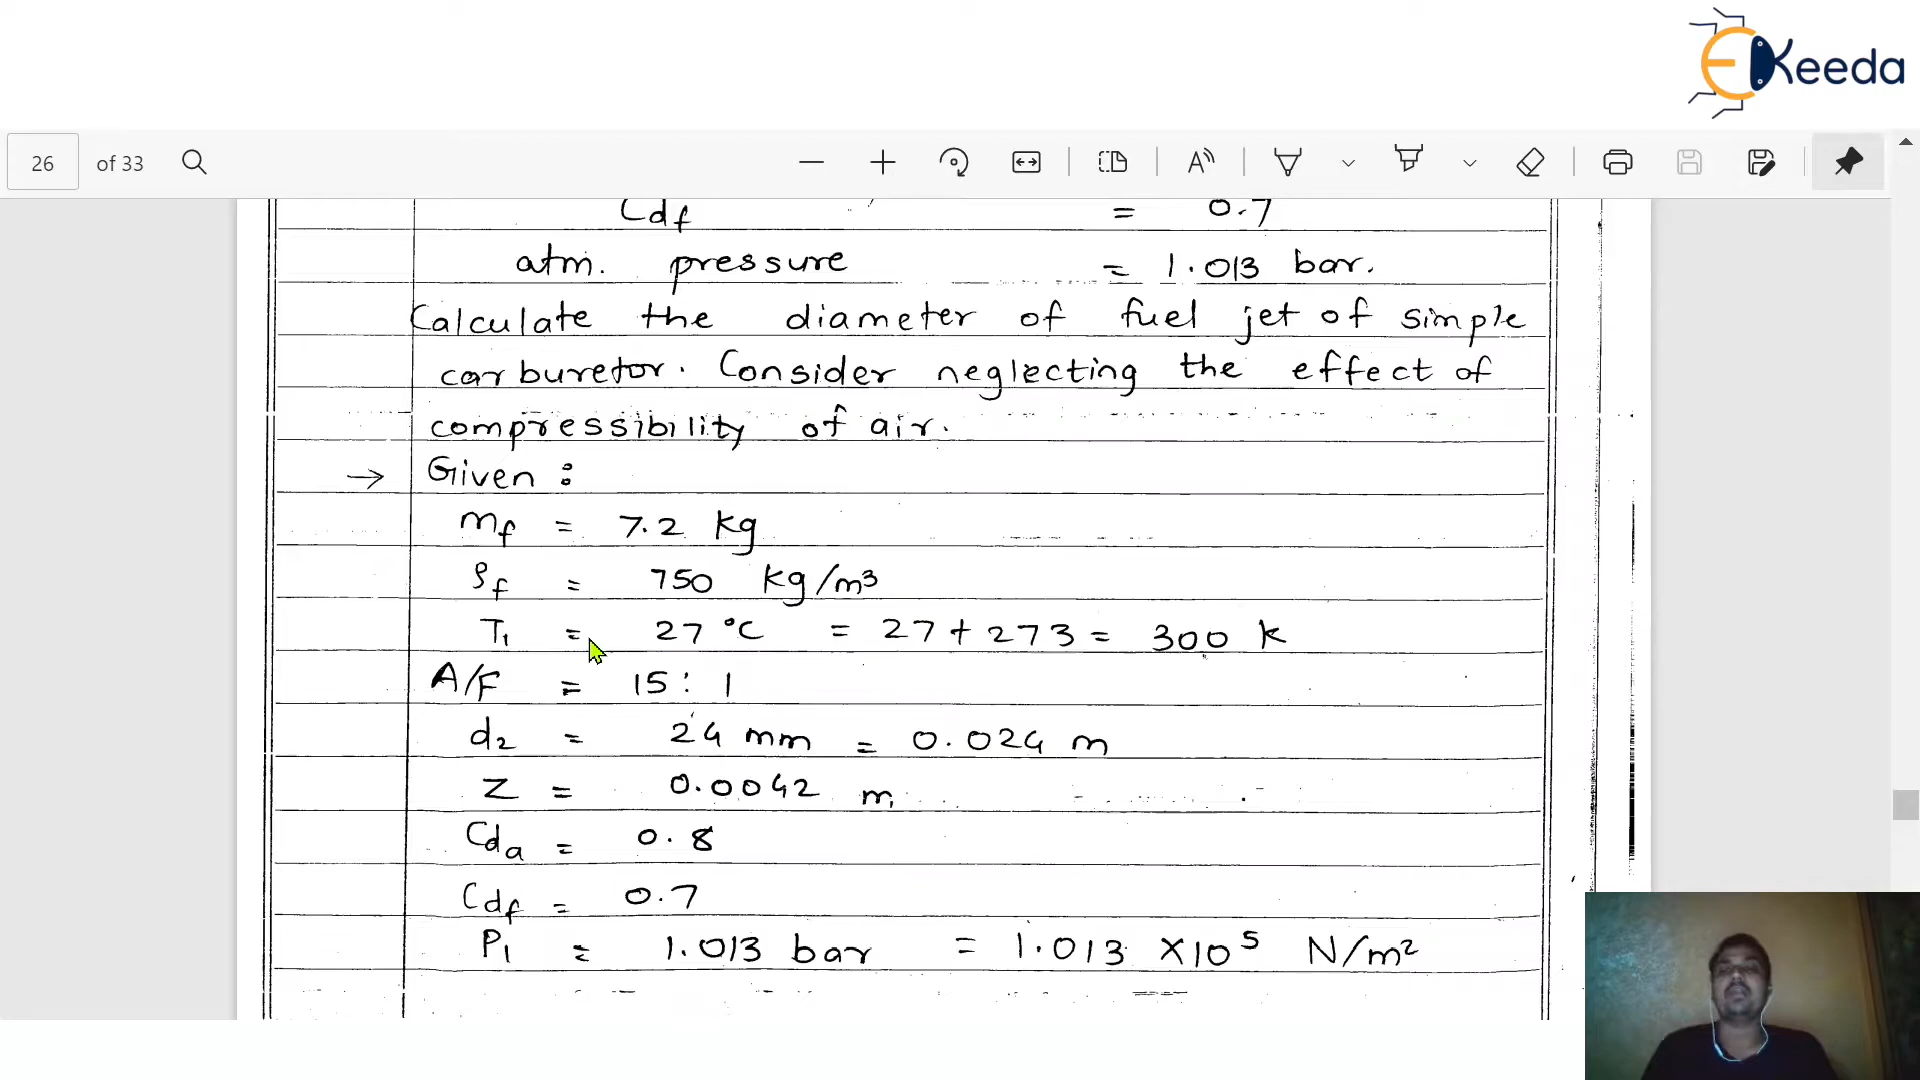 EKeeda
26 of 33
Cdf = 0.7
atm. pressure = 1.013 bar.
Calculate the diameter of fuel jet of simple
carburetor. Consider neglecting the effect of
compressibility of air.
→ Given :
mf = 7.2 kg
ρf = 750 kg/m³
T₁ = 27 °C = 27 + 273 = 300 k
A/F = 15 : 1
d₂ = 24 mm = 0.024 m
Z = 0.0042 m
Cda = 0.8
Cdf = 0.7
P₁ = 1.013 bar = 1.013 × 10⁵ N/m²